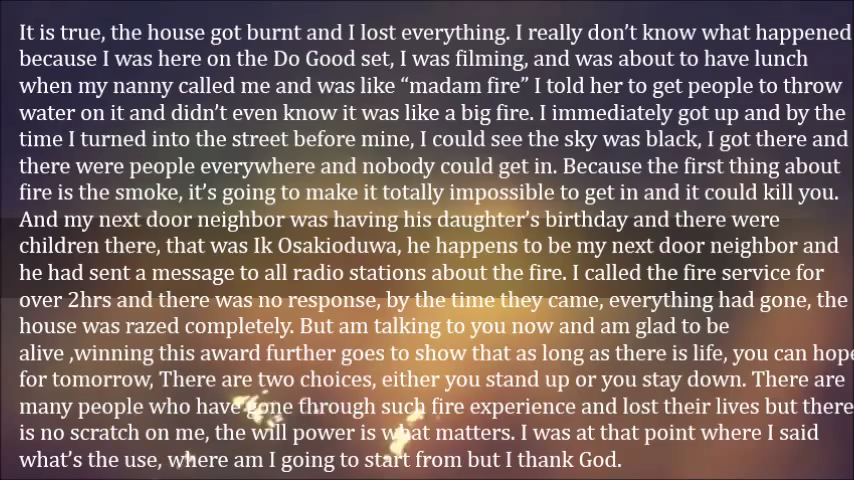 It is true, the house got burnt and I lost everything. I really don’t know what happened
because I was here on the Do Good set, I was filming, and was about to have lunch
when my nanny called me and was like “madam fire” I told her to get people to throw
water on it and didn’t even know it was like a big fire. I immediately got up and by the
time I turned into the street before mine, I could see the sky was black, I got there and
there were people everywhere and nobody could get in. Because the first thing about
fire is the smoke, it’s going to make it totally impossible to get in and it could kill you.
And my next door neighbor was having his daughter’s birthday and there were
children there, that was Ik Osakioduwa, he happens to be my next door neighbor and
he had sent a message to all radio stations about the fire. I called the fire service for
over 2hrs and there was no response, by the time they came, everything had gone, the
house was razed completely. But am talking to you now and am glad to be
alive ,winning this award further goes to show that as long as there is life, you can hope
for tomorrow, There are two choices, either you stand up or you stay down. There are
many people who have gone through such fire experience and lost their lives but there
is no scratch on me, the will power is what matters. I was at that point where I said
what’s the use, where am I going to start from but I thank God.